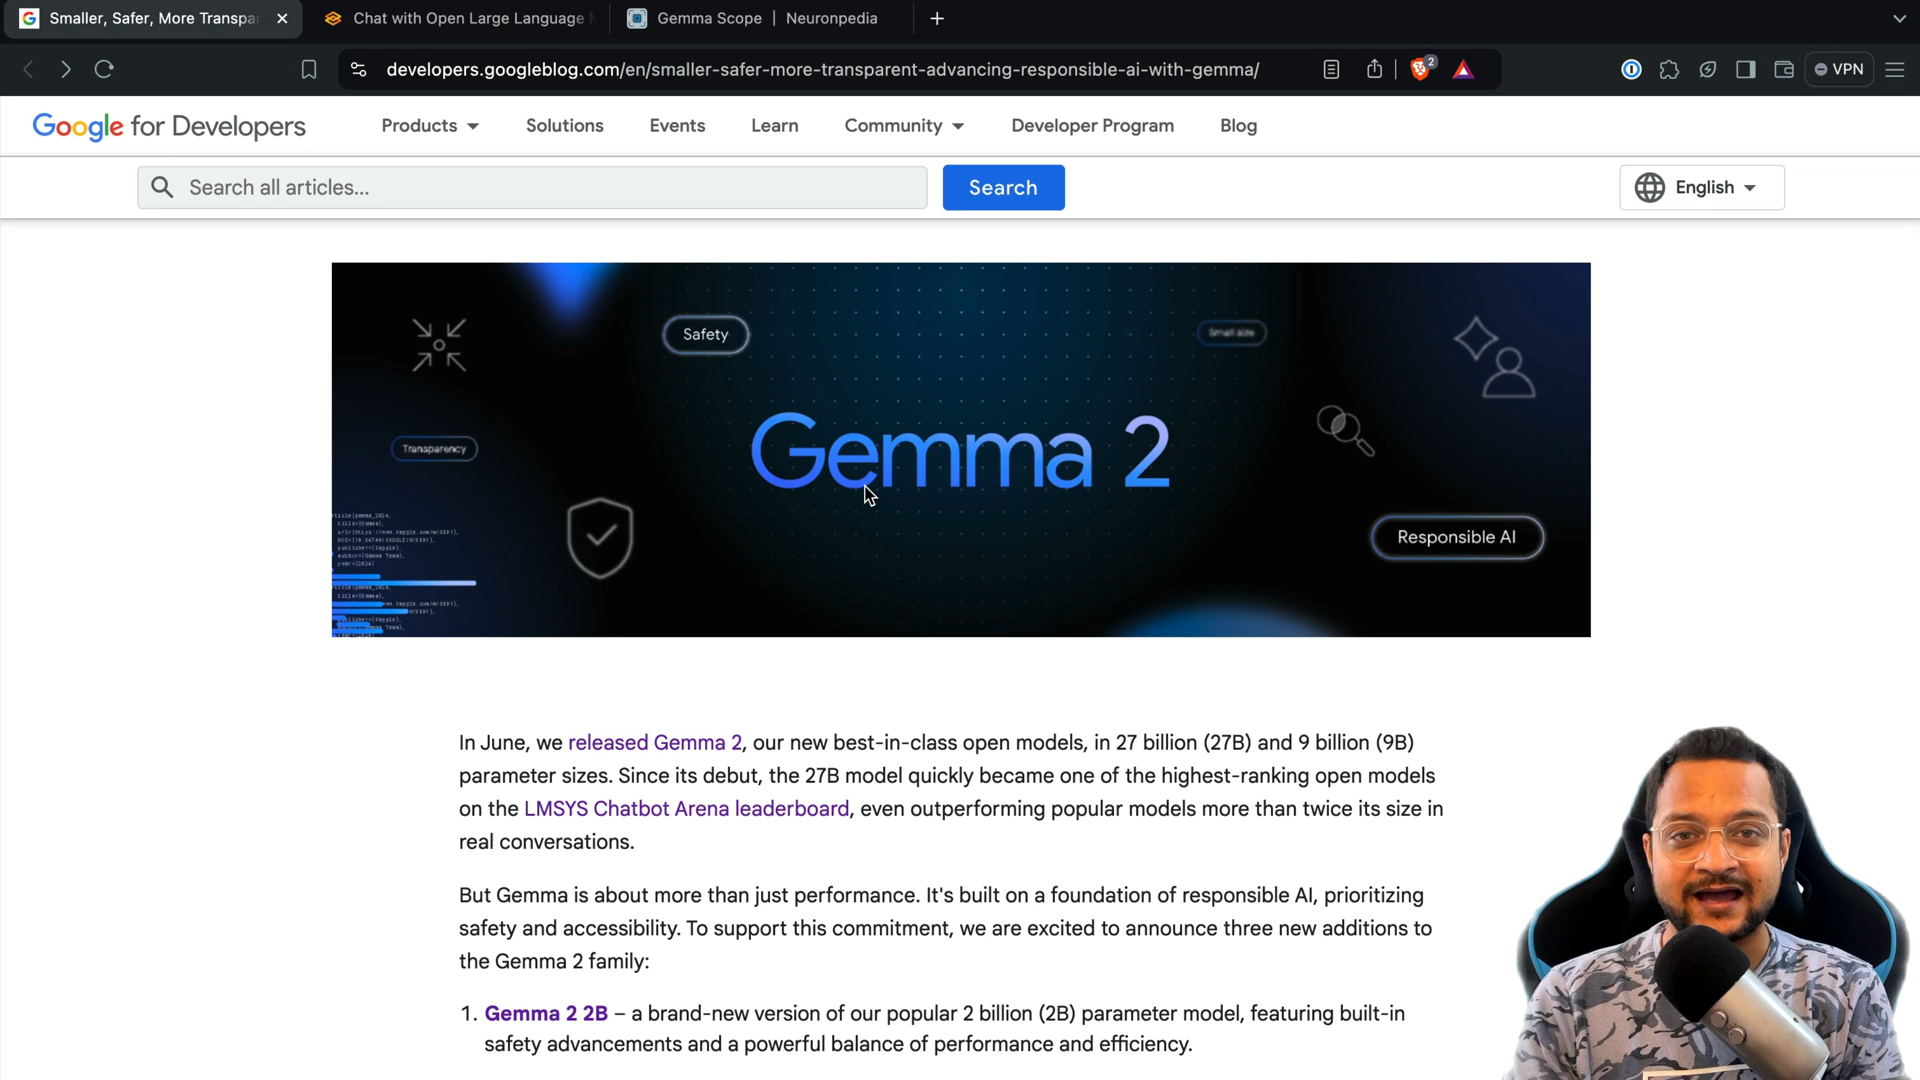 Smaller, Safer, More Transpa
Chat with Open Large Language
Gemma Scope | Neuronpedia
developers.googleblog.com/en/smaller-safer-more-transparent-advancing-responsible-ai-with-gemma/
2
VPN
Google for Developers
Products
Solutions
Events
Learn
Community
Developer Program
Blog
Search all articles...
Search
English
Safety
Small size
Transparency
Gemma 2
Responsible AI
In June, we released Gemma 2, our new best-in-class open models, in 27 billion (27B) and 9 billion (9B)
parameter sizes. Since its debut, the 27B model quickly became one of the highest-ranking open models
on the LMSYS Chatbot Arena leaderboard, even outperforming popular models more than twice its size in
real conversations.
But Gemma is about more than just performance. It's built on a foundation of responsible AI, prioritizing
safety and accessibility. To support this commitment, we are excited to announce three new additions to
the Gemma 2 family:
1. Gemma 2 2B – a brand-new version of our popular 2 billion (2B) parameter model, featuring built-in
safety advancements and a powerful balance of performance and efficiency.